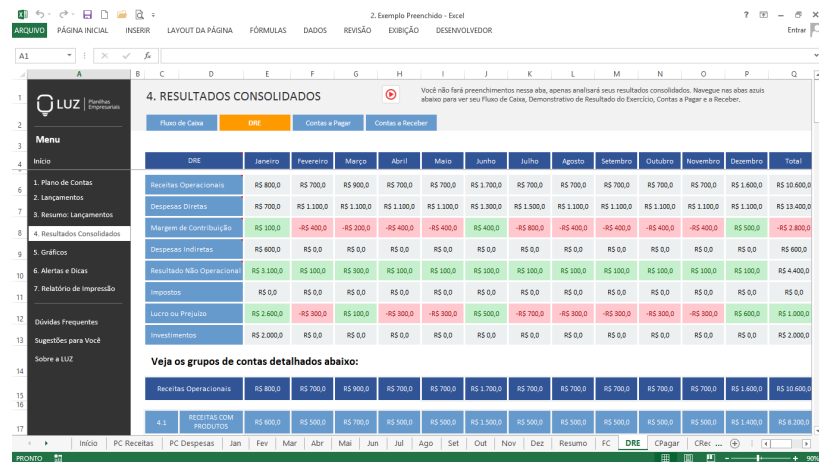 2. Exemplo Preenchido - Excel
ARQUIVO PÁGINA INICIAL INSERIR LAYOUT DA PÁGINA FÓRMULAS DADOS REVISÃO EXIBIÇÃO DESENVOLVEDOR Entrar
A1 fx
A B C D E F G H I J K L M N O P Q
1 LUZ Planilhas Empresariais 4. RESULTADOS CONSOLIDADOS Você não fará preenchimentos nessa aba, apenas analisará seus resultados consolidados. Navegue nas abas azuis
abaixo para ver seu Fluxo de Caixa, Demonstrativo de Resultado do Exercício, Contas a Pagar e a Receber.
2 Fluxo de Caixa DRE Contas a Pagar Contas a Receber
3 Menu
4 Início DRE Janeiro Fevereiro Março Abril Maio Junho Julho Agosto Setembro Outubro Novembro Dezembro Total
6 1. Plano de Contas Receitas Operacionais R$ 800,0 R$ 700,0 R$ 900,0 R$ 700,0 R$ 700,0 R$ 1.700,0 R$ 700,0 R$ 700,0 R$ 700,0 R$ 700,0 R$ 700,0 R$ 1.600,0 R$ 10.600,0
2. Lançamentos
7 3. Resumo: Lançamentos Despesas Diretas R$ 700,0 R$ 1.100,0 R$ 1.100,0 R$ 1.100,0 R$ 1.100,0 R$ 1.300,0 R$ 1.500,0 R$ 1.100,0 R$ 1.100,0 R$ 1.100,0 R$ 1.100,0 R$ 1.100,0 R$ 13.400,0
8 4. Resultados Consolidados Margem de Contribuição R$ 100,0 -R$ 400,0 -R$ 200,0 -R$ 400,0 -R$ 400,0 R$ 400,0 -R$ 800,0 -R$ 400,0 -R$ 400,0 -R$ 400,0 -R$ 400,0 R$ 500,0 -R$ 2.800,0
9 5. Gráficos Despesas Indiretas R$ 600,0 R$ 0,0 R$ 0,0 R$ 0,0 R$ 0,0 R$ 0,0 R$ 0,0 R$ 0,0 R$ 0,0 R$ 0,0 R$ 0,0 R$ 0,0 R$ 600,0
10 6. Alertas e Dicas Resultado Não Operacional R$ 3.100,0 R$ 100,0 R$ 300,0 R$ 100,0 R$ 100,0 R$ 100,0 R$ 100,0 R$ 100,0 R$ 100,0 R$ 100,0 R$ 100,0 R$ 100,0 R$ 4.400,0
11 7. Relatório de Impressão Impostos R$ 0,0 R$ 0,0 R$ 0,0 R$ 0,0 R$ 0,0 R$ 0,0 R$ 0,0 R$ 0,0 R$ 0,0 R$ 0,0 R$ 0,0 R$ 0,0 R$ 0,0
12 Dúvidas Frequentes Lucro ou Prejuízo R$ 2.600,0 -R$ 300,0 R$ 100,0 -R$ 300,0 -R$ 300,0 R$ 500,0 -R$ 700,0 -R$ 300,0 -R$ 300,0 -R$ 300,0 -R$ 300,0 R$ 600,0 R$ 1.000,0
13 Sugestões para Você Investimentos R$ 2.000,0 R$ 0,0 R$ 0,0 R$ 0,0 R$ 0,0 R$ 0,0 R$ 0,0 R$ 0,0 R$ 0,0 R$ 0,0 R$ 0,0 R$ 0,0 R$ 2.000,0
14 Sobre a LUZ Veja os grupos de contas detalhados abaixo:
15 Receitas Operacionais R$ 800,0 R$ 700,0 R$ 900,0 R$ 700,0 R$ 700,0 R$ 1.700,0 R$ 700,0 R$ 700,0 R$ 700,0 R$ 700,0 R$ 700,0 R$ 1.600,0 R$ 10.600,0
16
17 4.1 RECEITAS COM PRODUTOS R$ 600,0 R$ 500,0 R$ 700,0 R$ 500,0 R$ 500,0 R$ 1.500,0 R$ 500,0 R$ 500,0 R$ 500,0 R$ 500,0 R$ 500,0 R$ 1.400,0 R$ 8.200,0
Início PC Receitas PC Despesas Jan Fev Mar Abr Mai Jun Jul Ago Set Out Nov Dez Resumo FC DRE CPagar CRec ...
PRONTO 90%